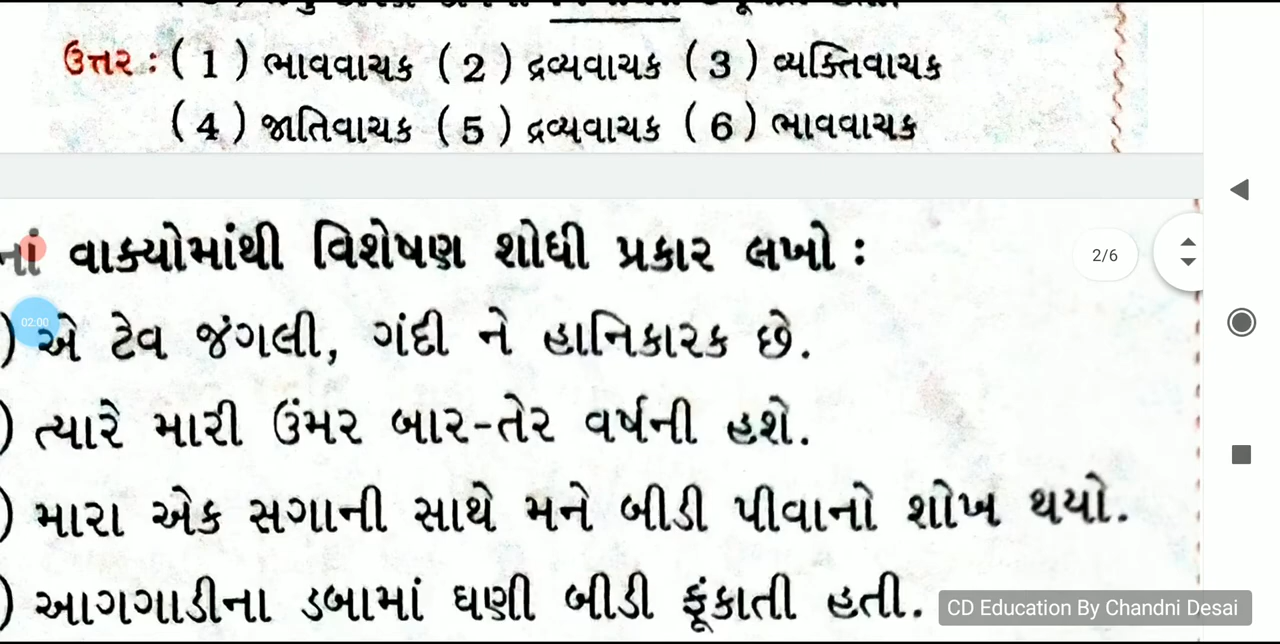 ઉત્તર : ( 1 ) ભાવવાચક ( 2 ) દ્રવ્યવાચક ( 3 ) વ્યક્તિવાચક
( 4 ) જાતિવાચક ( 5 ) દ્રવ્યવાચક ( 6 ) ભાવવાચક
નાં વાક્યોમાંથી વિશેષણ શોધી પ્રકાર લખો :
2/6
02:00
) એ ટેવ જંગલી, ગંદી ને હાનિકારક છે.
) ત્યારે મારી ઉંમર બાર-તેર વર્ષની હશે.
) મારા એક સગાની સાથે મને બીડી પીવાનો શોખ થયો.
) આગગાડીના ડબામાં ઘણી બીડી ફૂંકાતી હતી.
CD Education By Chandni Desai